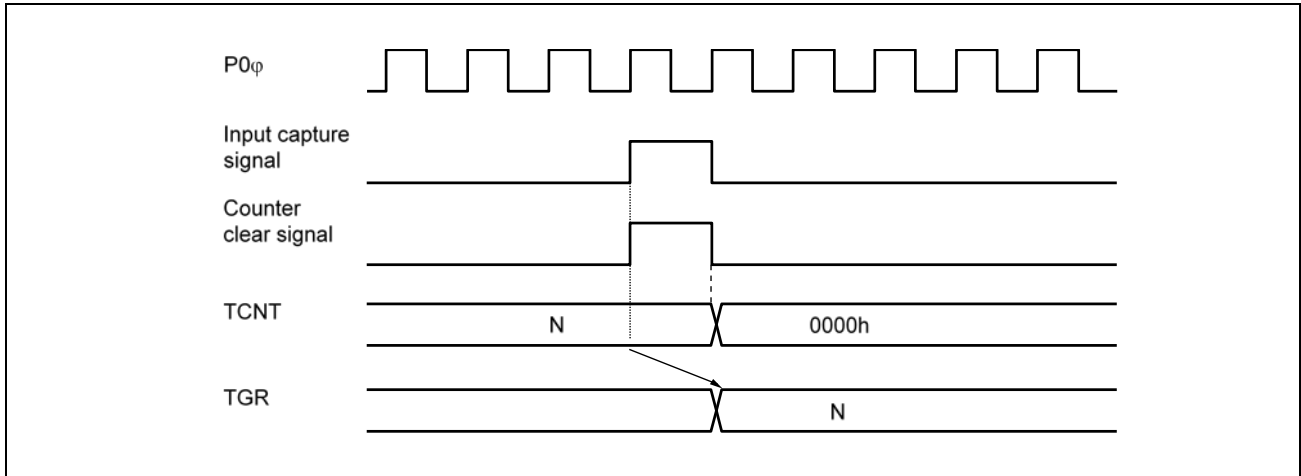 P0φ
Input capture
signal
Counter
clear signal
TCNT
N
0000h
TGR
N